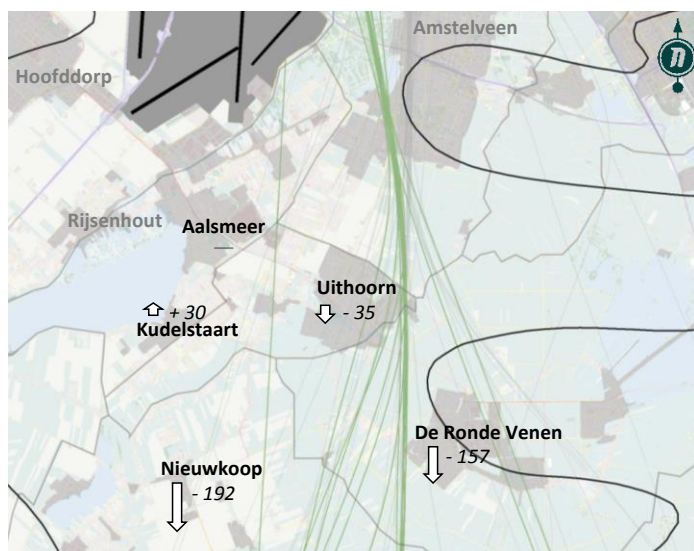 Amstelveen
Hoofddorp
Rijsenhout
Aalsmeer
—
Uithoorn
- 35
+ 30
Kudelstaart
De Ronde Venen
- 157
Nieuwkoop
- 192